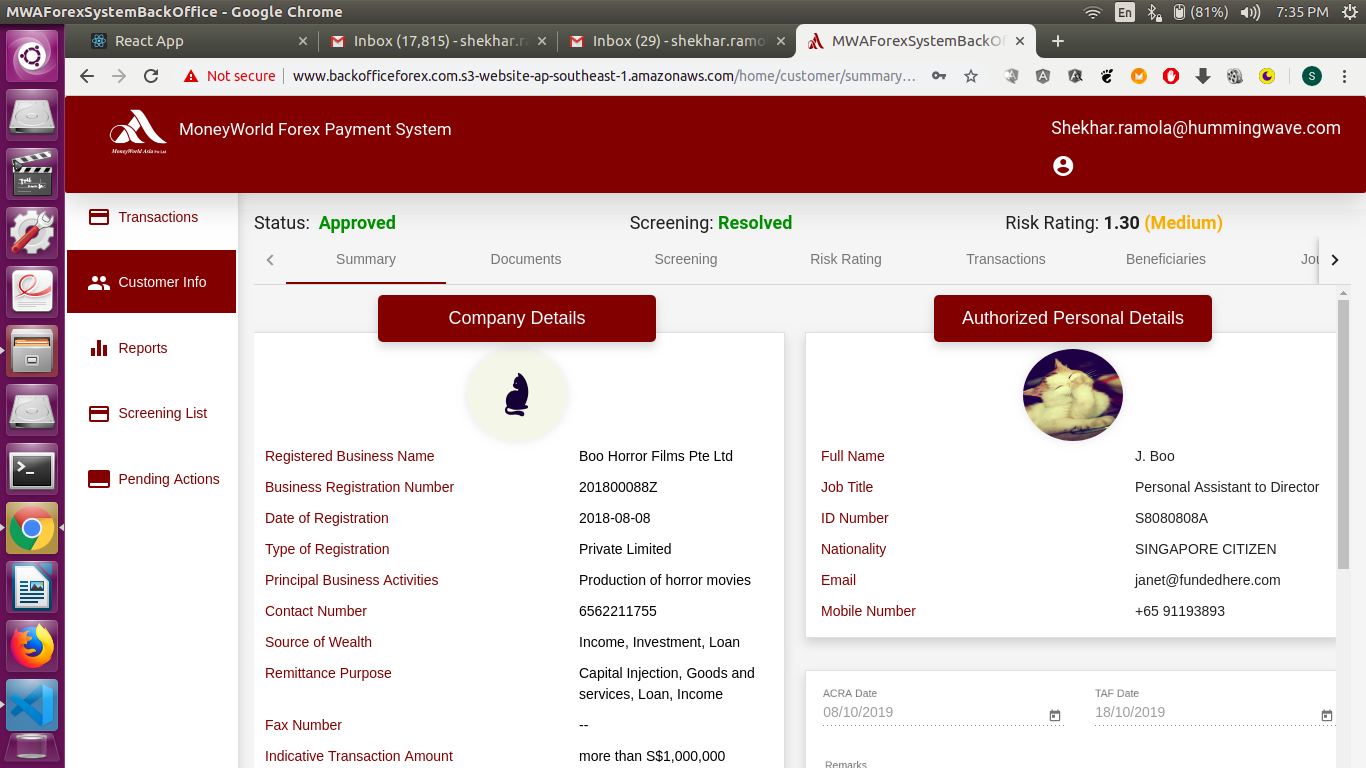 MWAForexSystemBackOffice - Google Chrome
En
(81%)
7:35 PM
React App
Inbox (17,815) - shekhar.ra
Inbox (29) - shekhar.ramo
MWAForexSystemBackOf
Not secure
www.backofficeforex.com.s3-website-ap-southeast-1.amazonaws.com/home/customer/summary...
S
MoneyWorld Asia Pte Ltd
MoneyWorld Forex Payment System
Shekhar.ramola@hummingwave.com
Transactions
Customer Info
Reports
Screening List
Pending Actions
Status: Approved
Screening: Resolved
Risk Rating: 1.30 (Medium)
Summary
Documents
Screening
Risk Rating
Transactions
Beneficiaries
Jou
Company Details
Registered Business Name Boo Horror Films Pte Ltd
Business Registration Number 201800088Z
Date of Registration 2018-08-08
Type of Registration Private Limited
Principal Business Activities Production of horror movies
Contact Number 6562211755
Source of Wealth Income, Investment, Loan
Remittance Purpose Capital Injection, Goods and
services, Loan, Income
Fax Number --
Indicative Transaction Amount more than S$1,000,000
Authorized Personal Details
Full Name J. Boo
Job Title Personal Assistant to Director
ID Number S8080808A
Nationality SINGAPORE CITIZEN
Email janet@fundedhere.com
Mobile Number +65 91193893
ACRA Date
08/10/2019
TAF Date
18/10/2019
Remarks